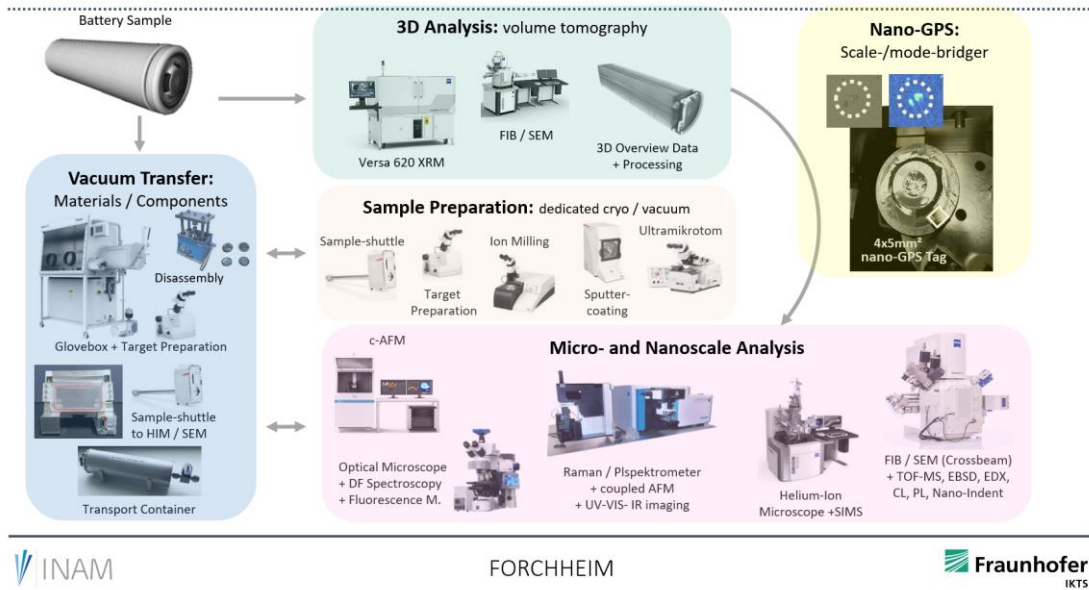 Battery Sample
3D Analysis: volume tomography
Versa 620 XRM
FIB / SEM
3D Overview Data
+ Processing
Nano-GPS:
Scale-/mode-bridger
4x5mm²
nano-GPS Tag
Vacuum Transfer:
Materials / Components
Disassembly
Glovebox + Target Preparation
Sample-shuttle
to HIM / SEM
Transport Container
Sample Preparation: dedicated cryo / vacuum
Sample-shuttle
Target
Preparation
Ion Milling
Sputter-
coating
Ultramikrotom
Micro- and Nanoscale Analysis
c-AFM
Optical Microscope
+ DF Spectroscopy
+ Fluorescence M.
Raman / Plspektrometer
+ coupled AFM
+ UV-VIS- IR imaging
Helium-Ion
Microscope +SIMS
FIB / SEM (Crossbeam)
+ TOF-MS, EBSD, EDX,
CL, PL, Nano-Indent
INAM
FORCHHEIM
Fraunhofer
IKTS